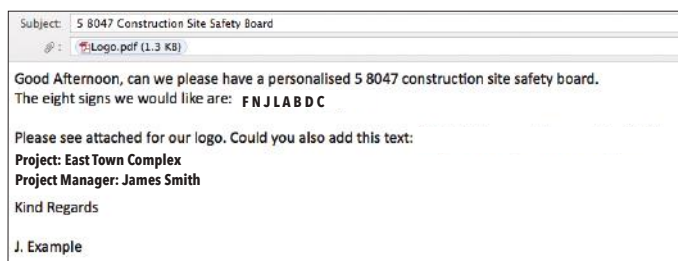 Subject: 5 8047 Construction Site Safety Board
Logo.pdf (1.3 KB)
Good Afternoon, can we please have a personalised 5 8047 construction site safety board.
The eight signs we would like are: F N J L A B D C
Please see attached for our logo. Could you also add this text:
Project: East Town Complex
Project Manager: James Smith
Kind Regards
J. Example